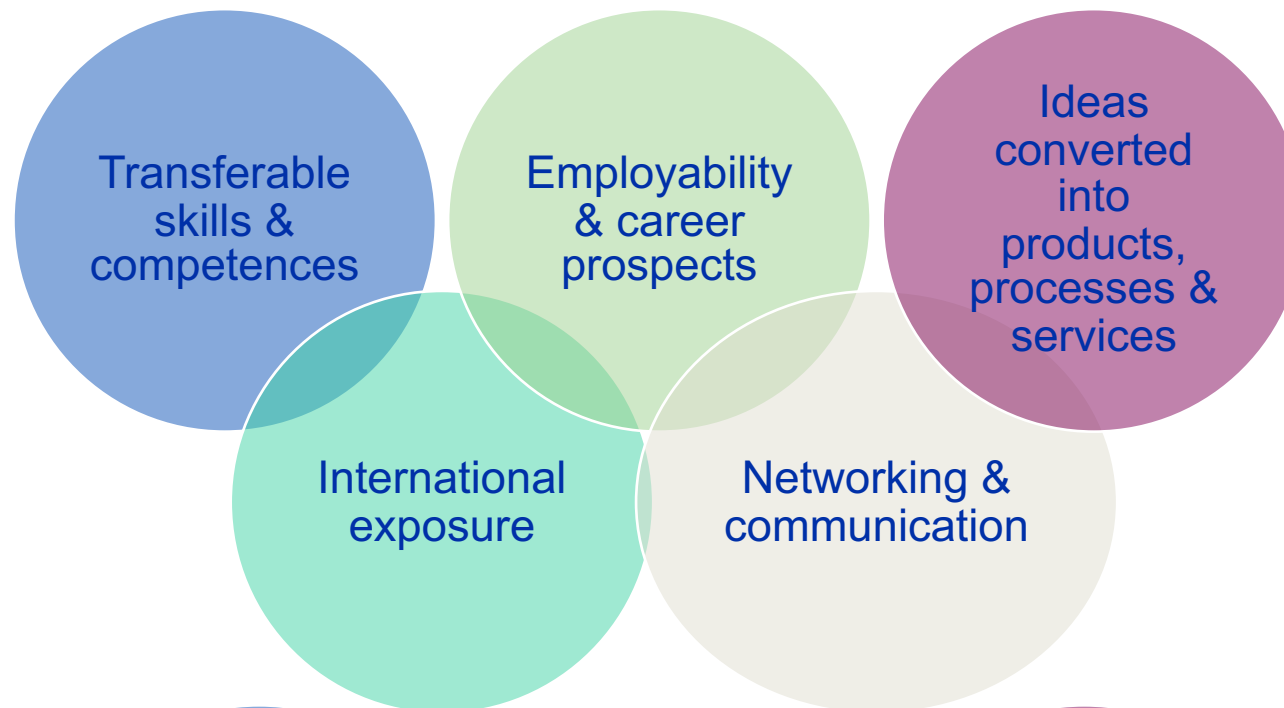 Transferable
skills &
competences
Employability
& career
prospects
Ideas
converted
into
products,
processes &
services
International
exposure
Networking &
communication